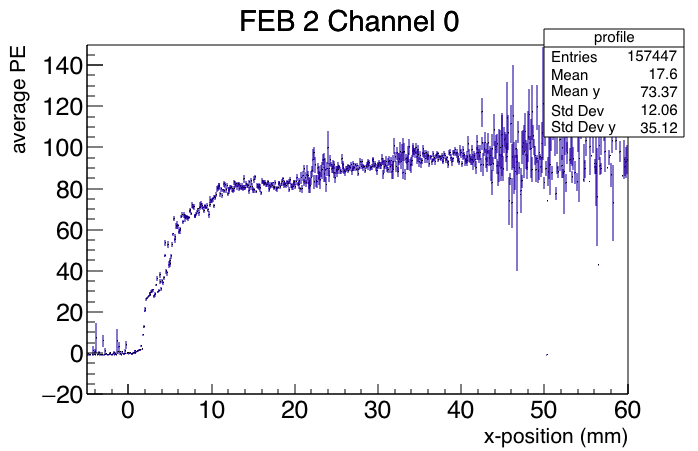 FEB 2 Channel 0
profile
Entries 157447
Mean 17.6
Mean y 73.37
Std Dev 12.06
Std Dev y 35.12
average PE
140
120
100
80
60
40
20
0
−20
0 10 20 30 40 50 60
x-position (mm)